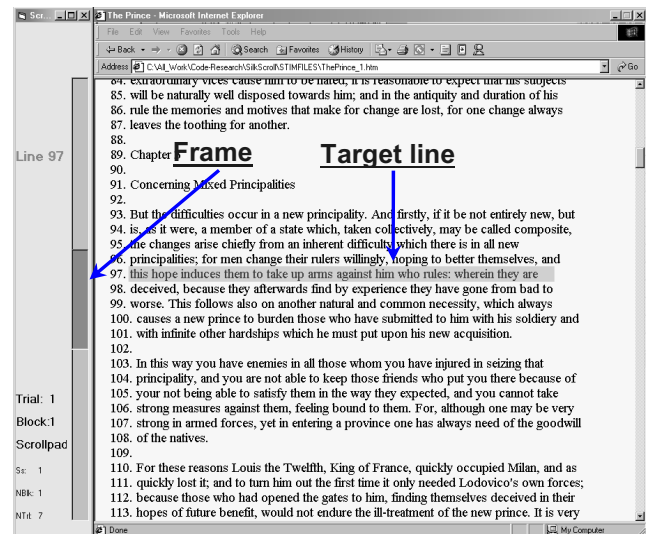 Scr...
The Prince - Microsoft Internet Explorer
File Edit View Favorites Tools Help
Back Search Favorites History
Address C:\All_Work\Code-Research\SilkScroll\STIMFILES\ThePrince_1.htm Go
84. extraordinary vices cause him to be hated, it is reasonable to expect that his subjects
85. will be naturally well disposed towards him; and in the antiquity and duration of his
86. rule the memories and motives that make for change are lost, for one change always
87. leaves the toothing for another.
88.
Line 97
89. Chapter
Frame
Target line
90.
91. Concerning Mixed Principalities
92.
93. But the difficulties occur in a new principality. And firstly, if it be not entirely new, but
94. is, as it were, a member of a state which, taken collectively, may be called composite,
95. the changes arise chiefly from an inherent difficulty which there is in all new
96. principalities; for men change their rulers willingly, hoping to better themselves, and
97. this hope induces them to take up arms against him who rules: wherein they are
98. deceived, because they afterwards find by experience they have gone from bad to
99. worse. This follows also on another natural and common necessity, which always
100. causes a new prince to burden those who have submitted to him with his soldiery and
101. with infinite other hardships which he must put upon his new acquisition.
102.
103. In this way you have enemies in all those whom you have injured in seizing that
104. principality, and you are not able to keep those friends who put you there because of
105. your not being able to satisfy them in the way they expected, and you cannot take
106. strong measures against them, feeling bound to them. For, although one may be very
107. strong in armed forces, yet in entering a province one has always need of the goodwill
108. of the natives.
109.
110. For these reasons Louis the Twelfth, King of France, quickly occupied Milan, and as
111. quickly lost it; and to turn him out the first time it only needed Lodovico's own forces;
112. because those who had opened the gates to him, finding themselves deceived in their
113. hopes of future benefit, would not endure the ill-treatment of the new prince. It is very
Trial: 1
Block:1
Scrollpad
Ss: 1
NBlk: 1
NTrl: 7
Done
My Computer